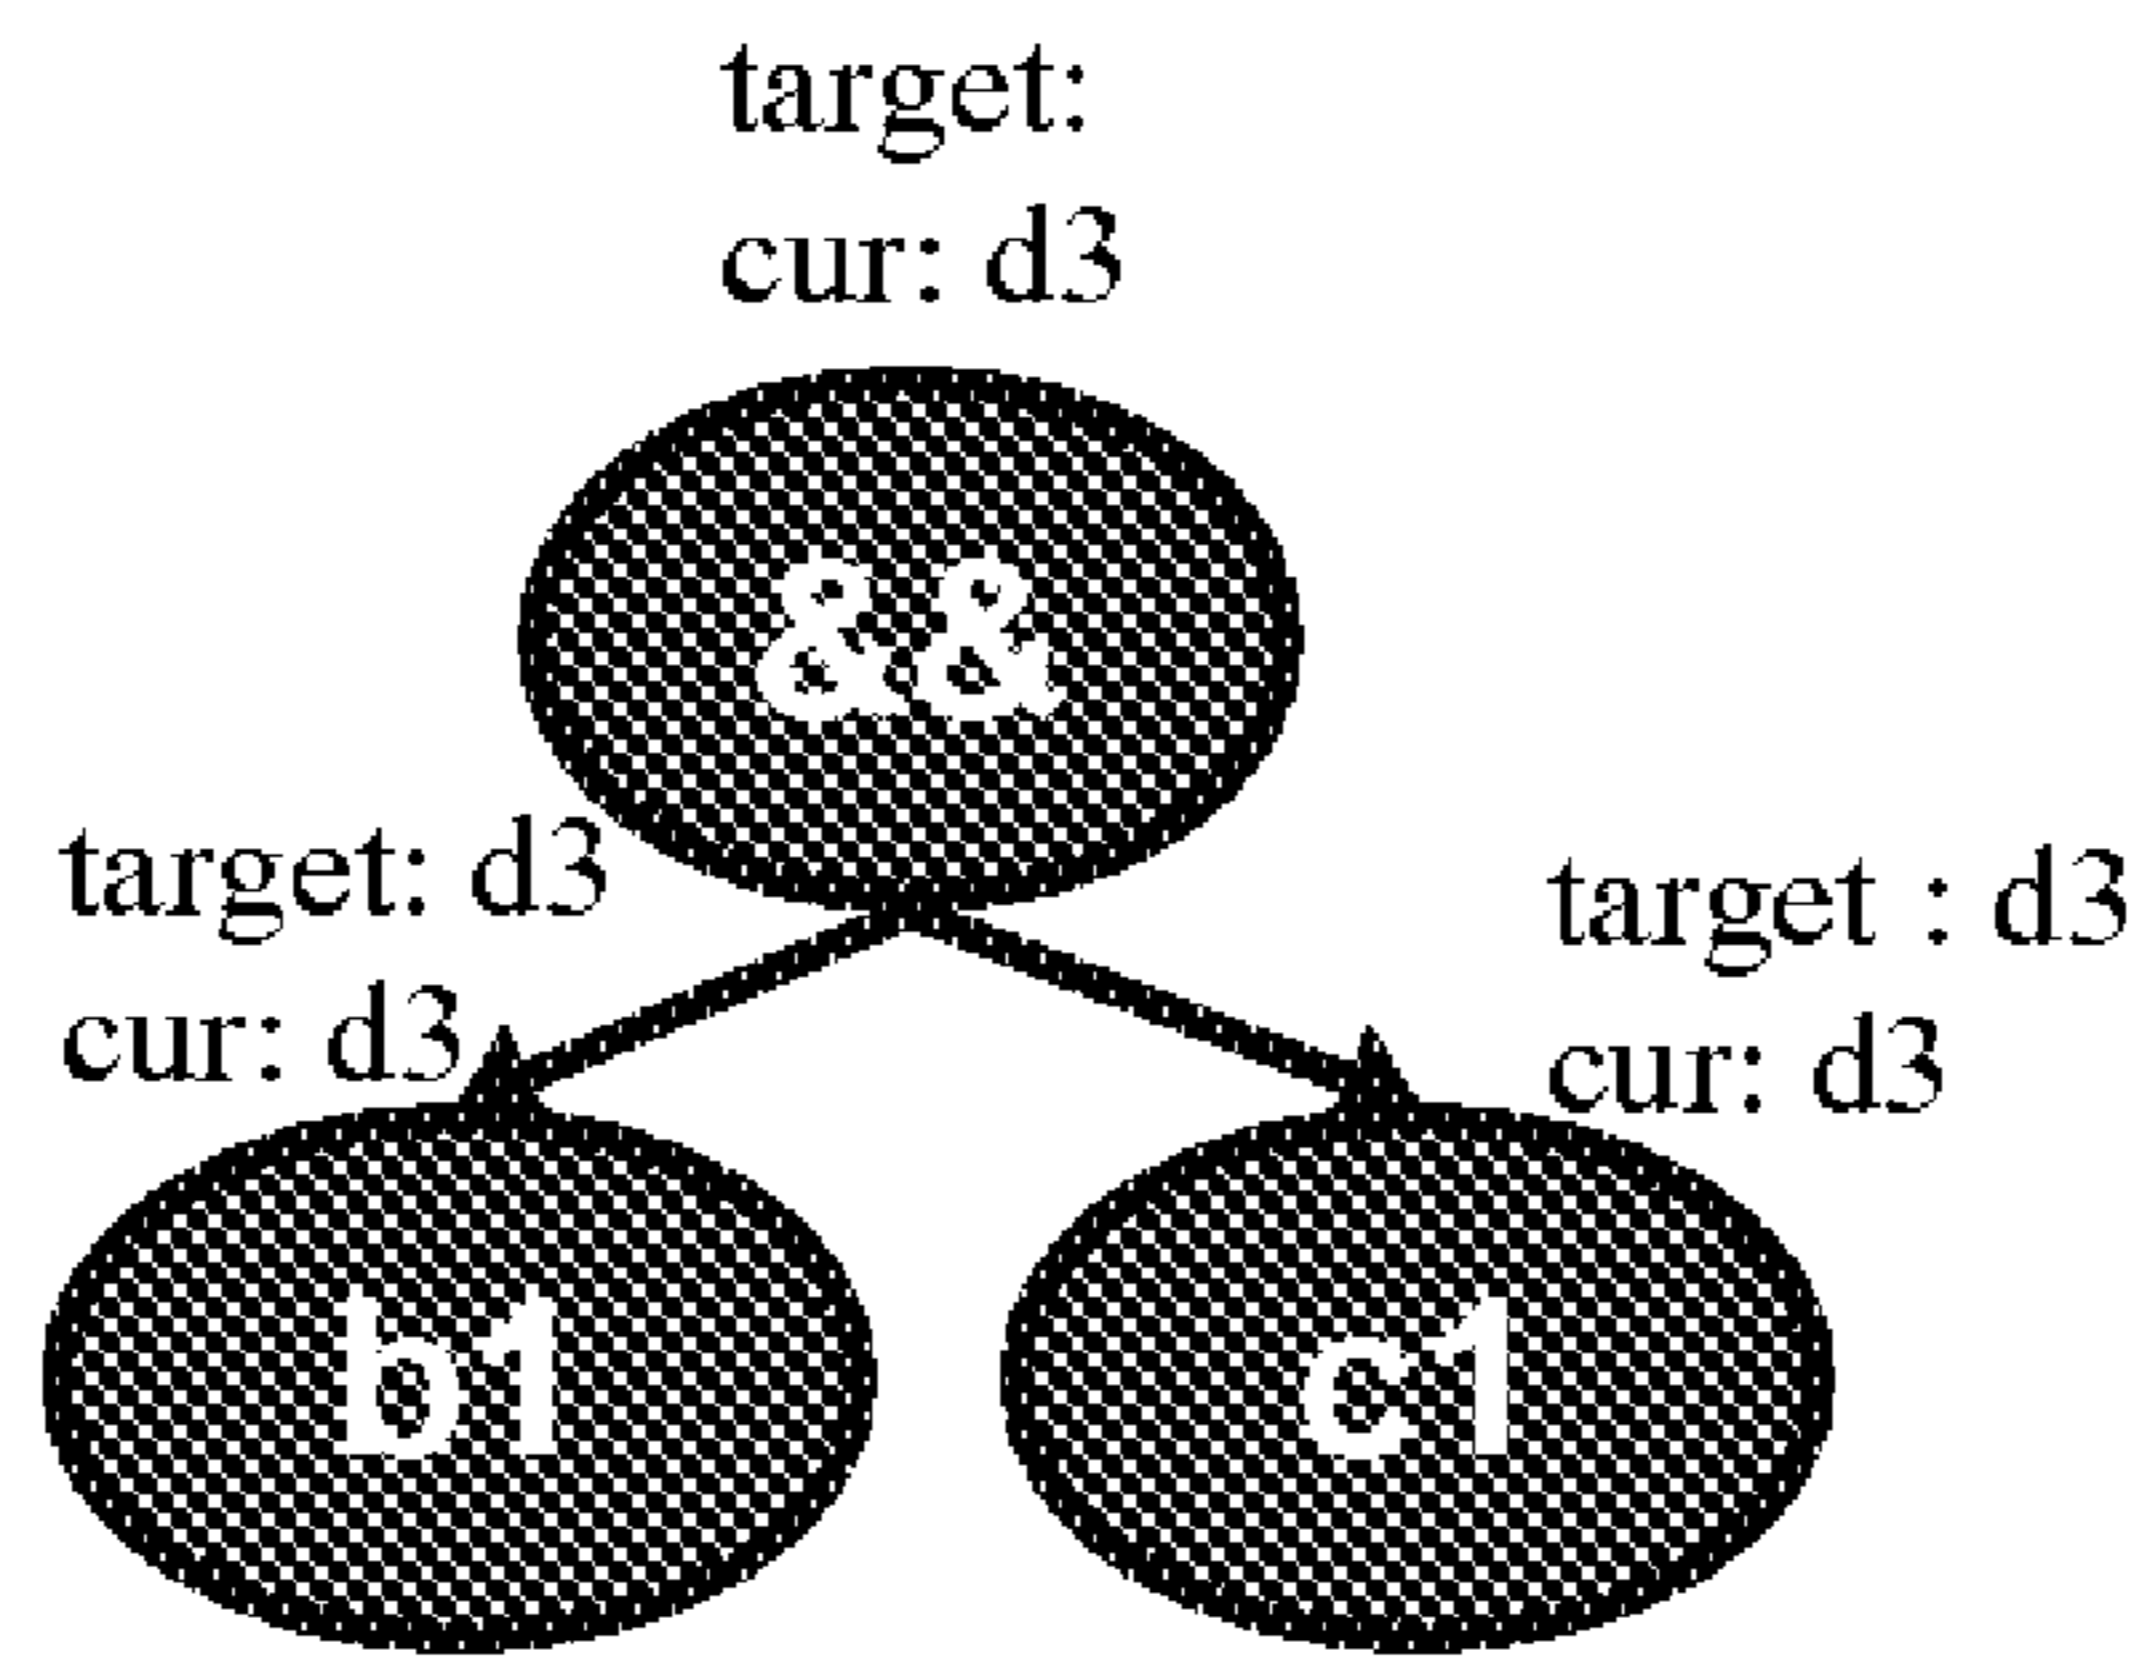 target:
cur: d3
&&
target: d3
cur: d3
target : d3
cur: d3
b1
c1